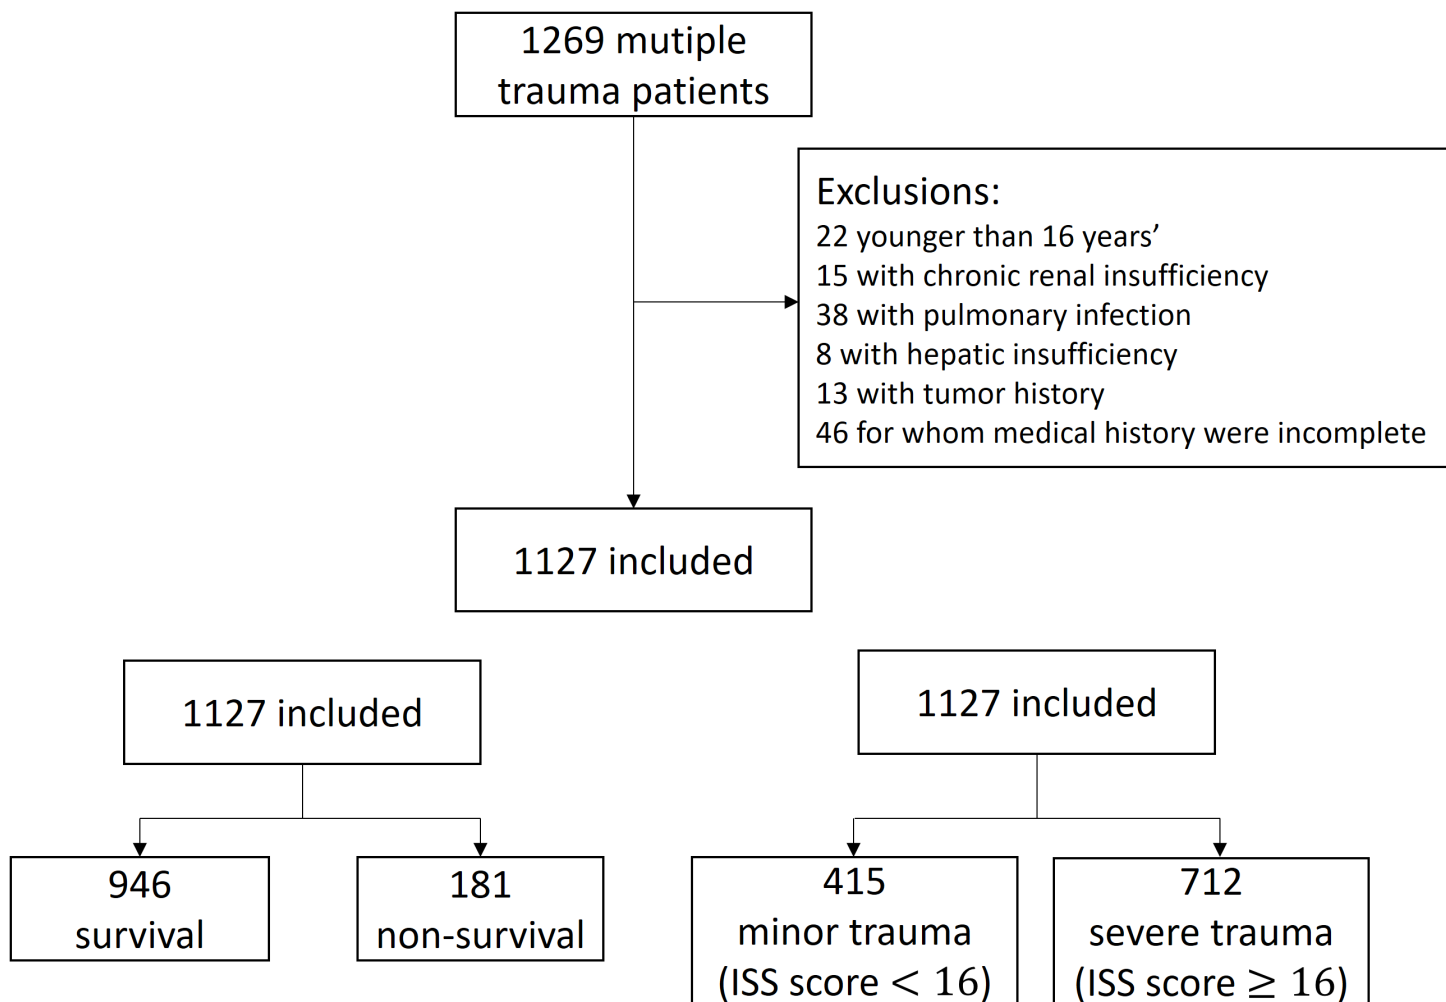 1269 mutiple
trauma patients
Exclusions:
22 younger than 16 years’
15 with chronic renal insufficiency
38 with pulmonary infection
8 with hepatic insufficiency
13 with tumor history
46 for whom medical history were incomplete
1127 included
1127 included
1127 included
946
survival
181
non-survival
415
minor trauma
(ISS score < 16)
712
severe trauma
(ISS score ≥ 16)